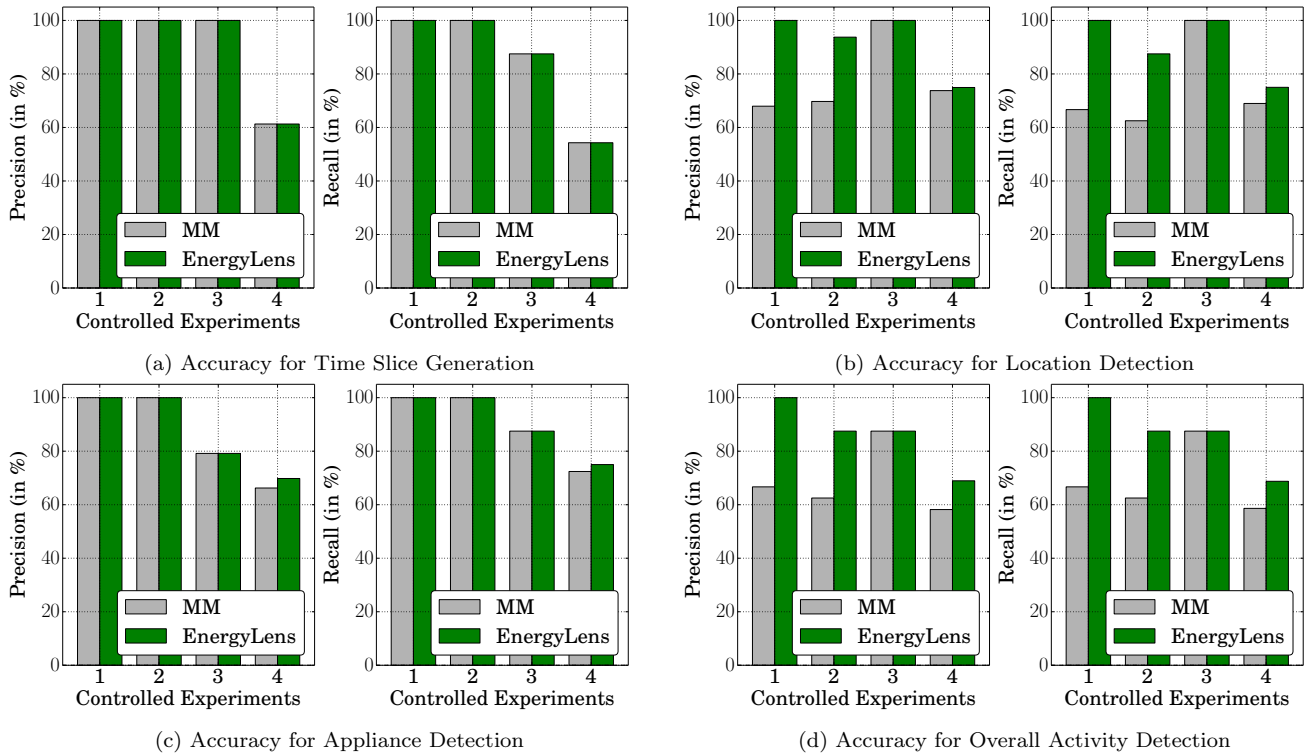 100
80
60
40
20
0
Precision (in %)
MM
EnergyLens
1 2 3 4
Controlled Experiments
100
80
60
40
20
0
Recall (in %)
MM
EnergyLens
1 2 3 4
Controlled Experiments
(a) Accuracy for Time Slice Generation
100
80
60
40
20
0
Precision (in %)
MM
EnergyLens
1 2 3 4
Controlled Experiments
100
80
60
40
20
0
Recall (in %)
MM
EnergyLens
1 2 3 4
Controlled Experiments
(b) Accuracy for Location Detection
100
80
60
40
20
0
Precision (in %)
MM
EnergyLens
1 2 3 4
Controlled Experiments
100
80
60
40
20
0
Recall (in %)
MM
EnergyLens
1 2 3 4
Controlled Experiments
(c) Accuracy for Appliance Detection
100
80
60
40
20
0
Precision (in %)
MM
EnergyLens
1 2 3 4
Controlled Experiments
100
80
60
40
20
0
Recall (in %)
MM
EnergyLens
1 2 3 4
Controlled Experiments
(d) Accuracy for Overall Activity Detection